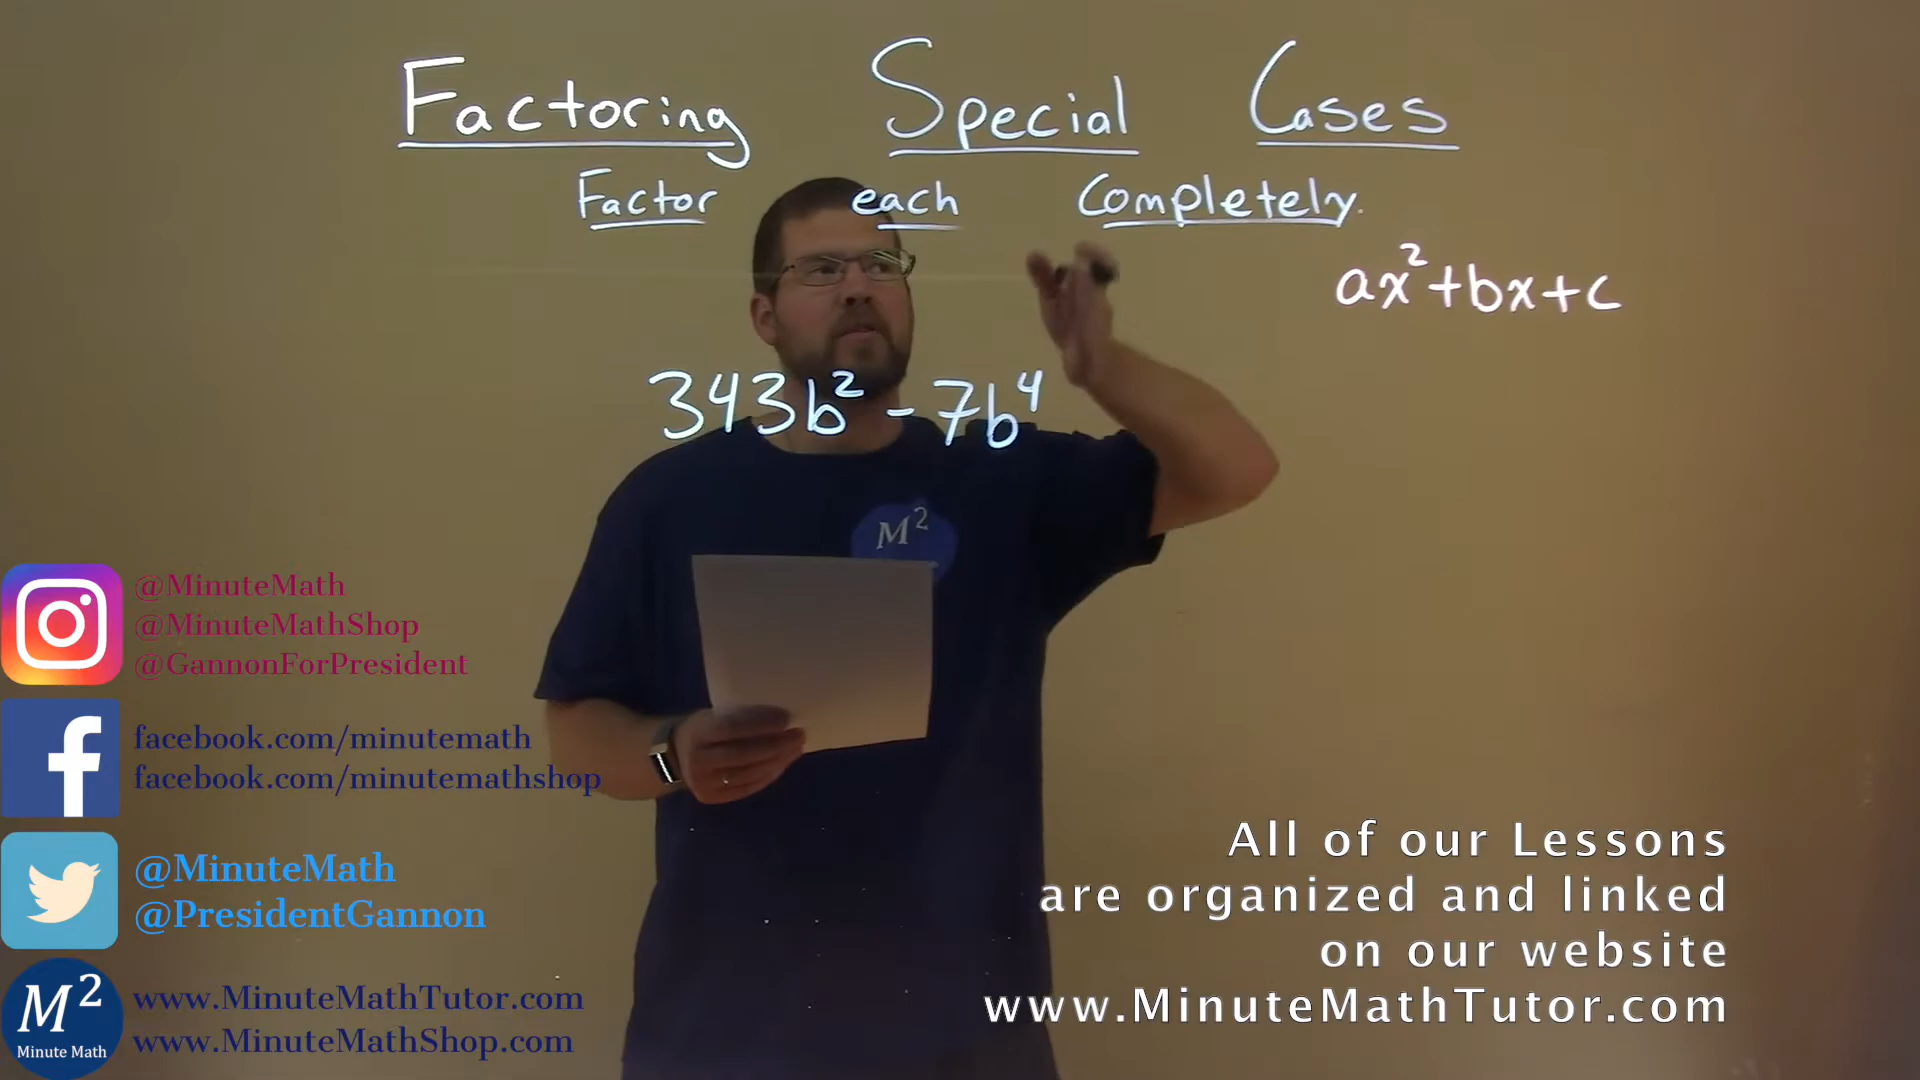 Factoring Special Cases
Factor each Completely.
ax²+bx+c
343b² - 7b⁴
M²
@MinuteMath
@MinuteMathShop
@GannonForPresident
facebook.com/minutemath
facebook.com/minutemathshop
@MinuteMath
@PresidentGannon
M²
Minute Math
www.MinuteMathTutor.com
www.MinuteMathShop.com
All of our Lessons
are organized and linked
on our website
www.MinuteMathTutor.com